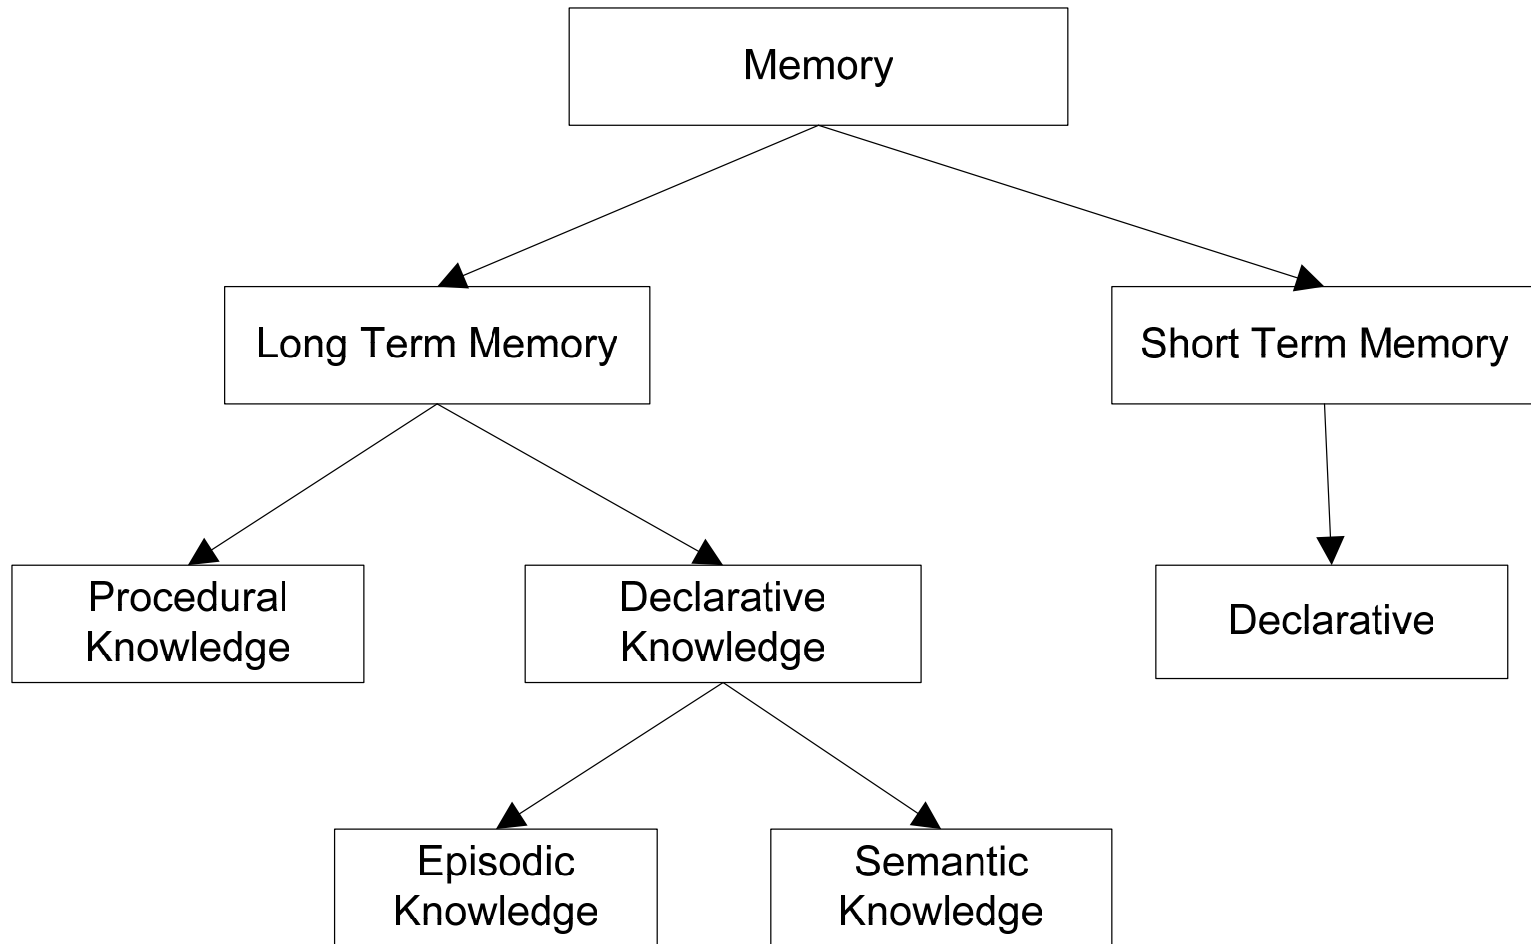 Memory
Long Term Memory
Short Term Memory
Procedural
Knowledge
Declarative
Knowledge
Declarative
Episodic
Knowledge
Semantic
Knowledge